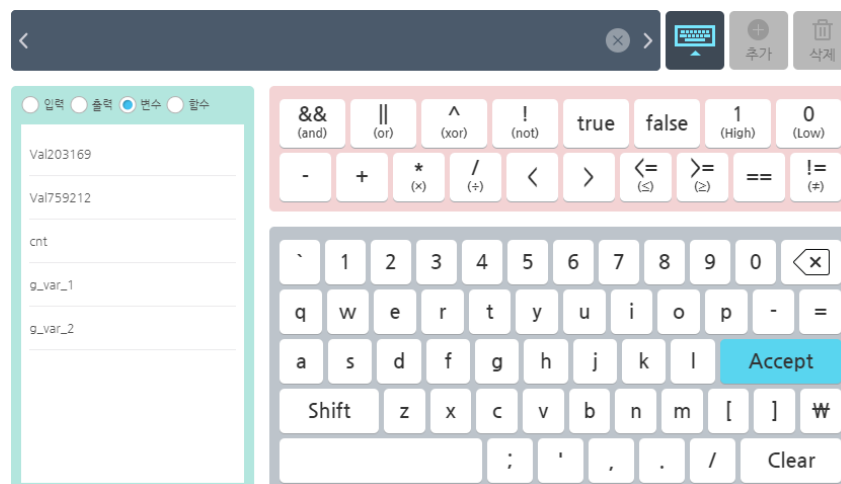 추가
삭제
입력 출력 변수 함수
Val203169
Val759212
cnt
g_var_1
g_var_2
&& || ^ ! true false 1 0
(and) (or) (xor) (not) (High) (Low)
- + * / < > <= >= == !=
(×) (÷) (≤) (≥) (≠)
` 1 2 3 4 5 6 7 8 9 0
q w e r t y u i o p - =
a s d f g h j k l Accept
Shift z x c v b n m [ ] ₩
; ' , . / Clear